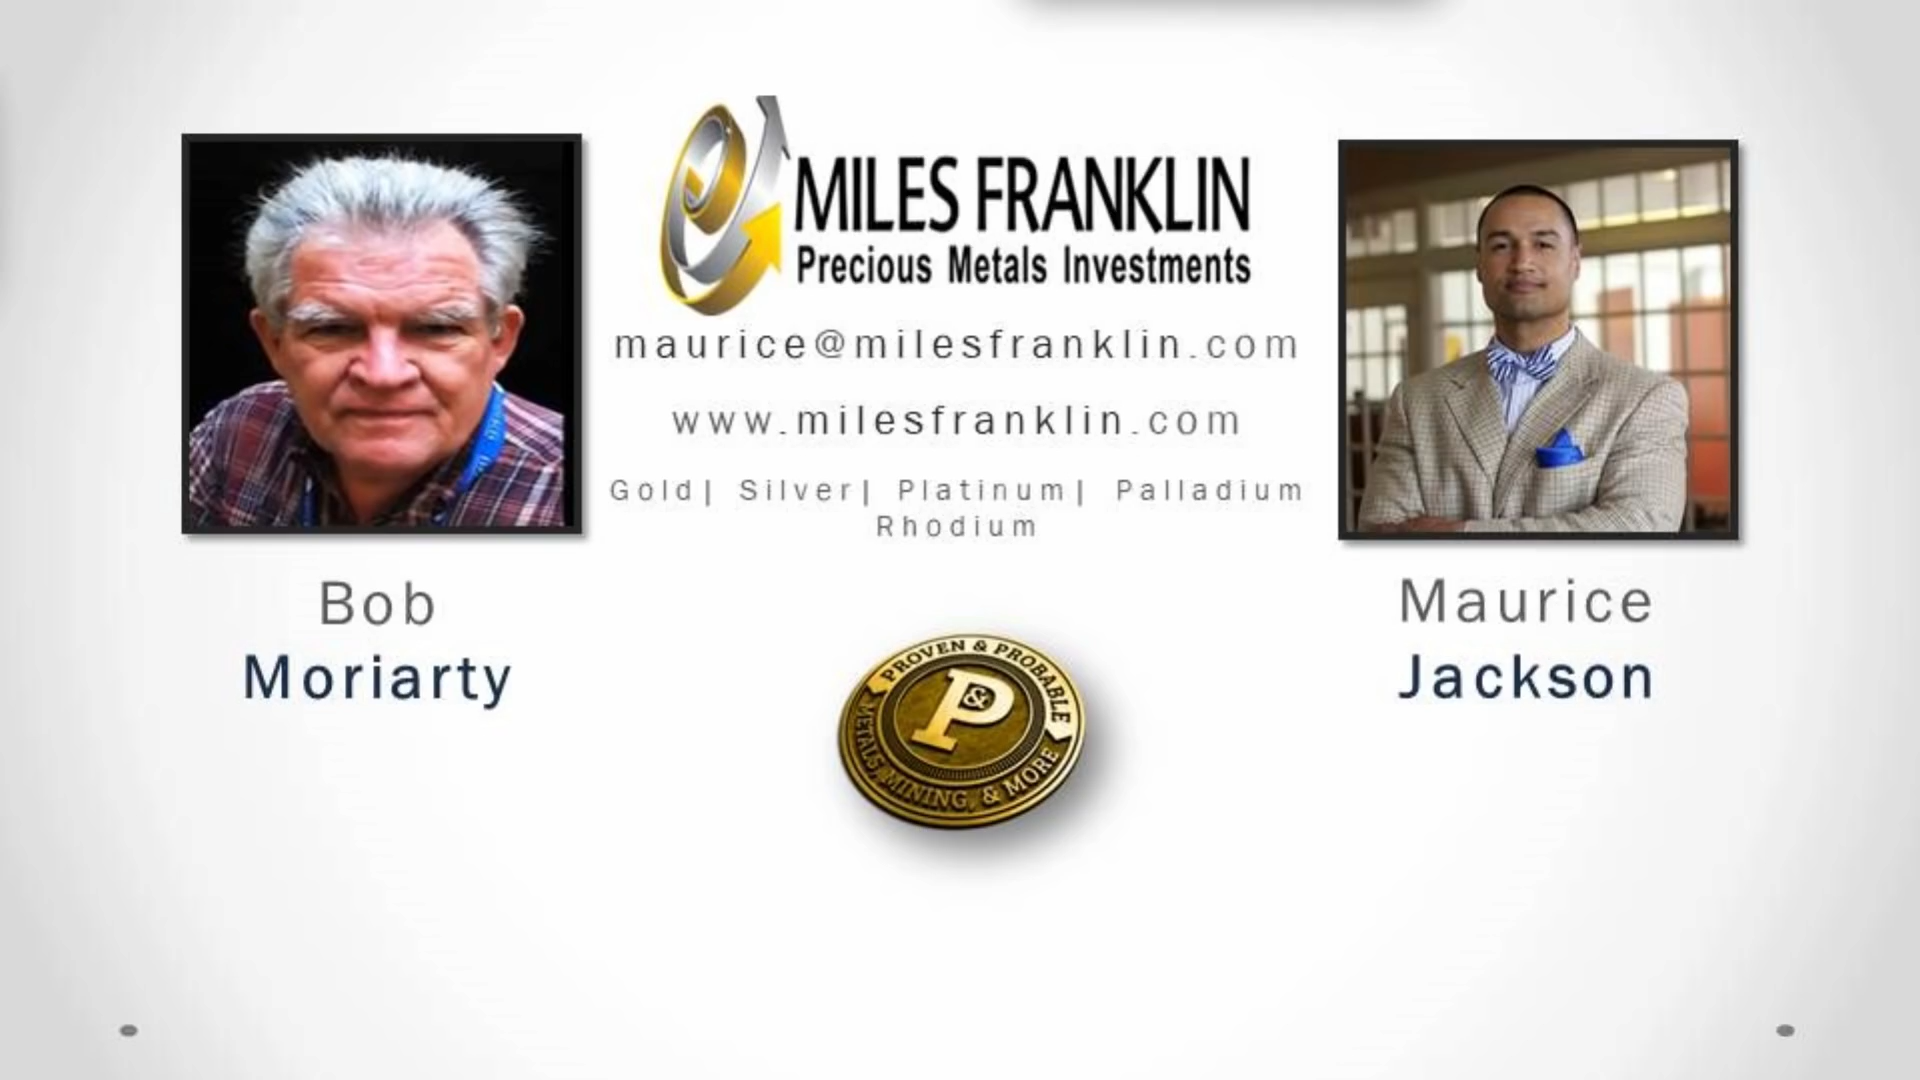 MILES FRANKLIN
Precious Metals Investments
maurice@milesfranklin.com
www.milesfranklin.com
Gold| Silver| Platinum| Palladium
Rhodium
Bob
Moriarty
Maurice
Jackson
PROVEN & PROBABLE
P&
METALS, MINING, & MORE